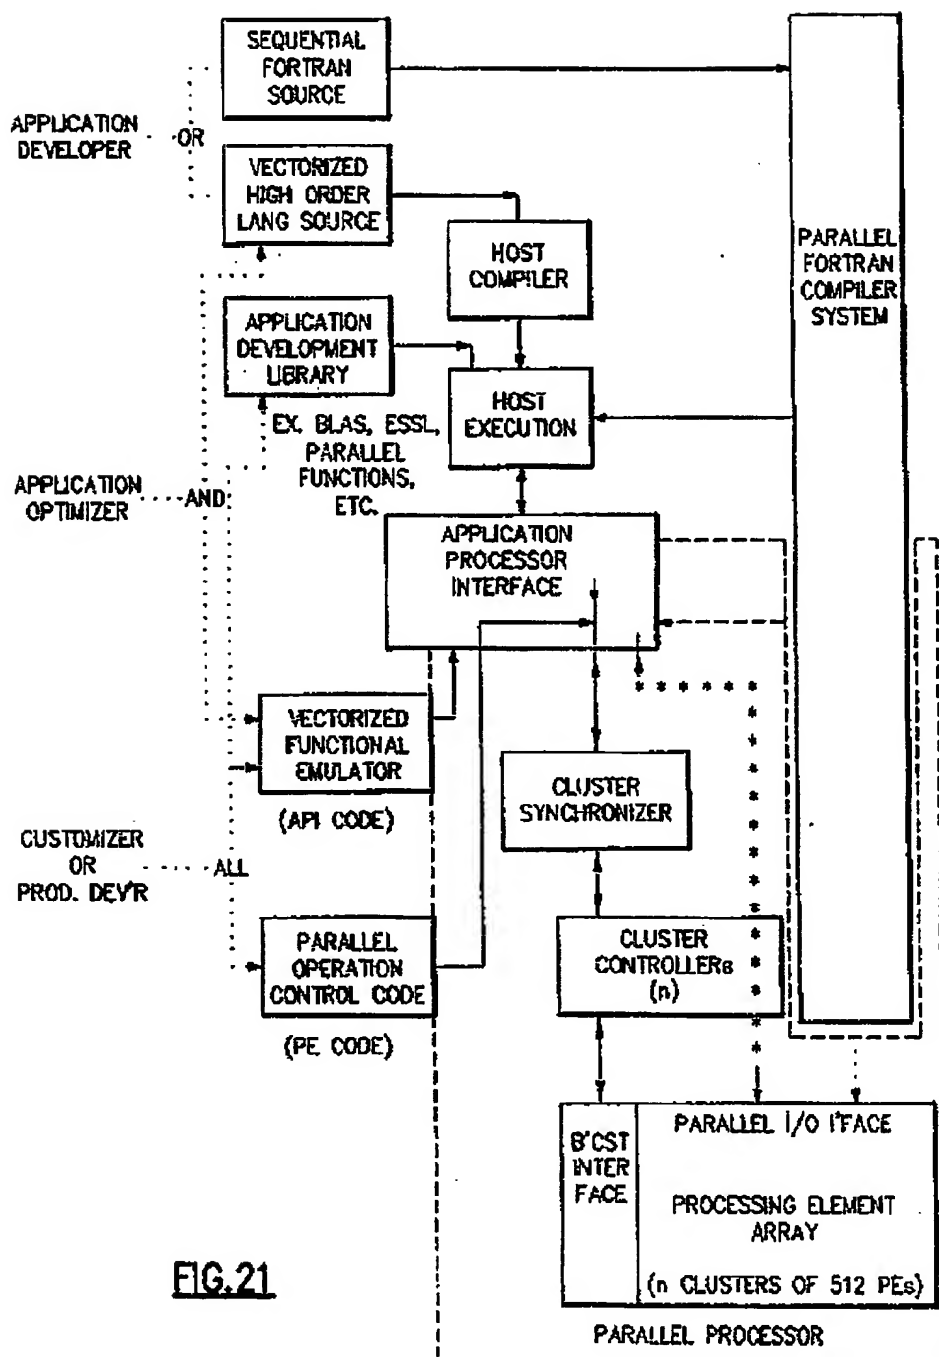 SEQUENTIAL
FORTRAN
SOURCE
APPLICATION
DEVELOPER
OR
VECTORIZED
HIGH ORDER
LANG SOURCE
HOST
COMPILER
PARALLEL
FORTRAN
COMPILER
SYSTEM
APPLICATION
DEVELOPMENT
LIBRARY
HOST
EXECUTION
EX. BLAS, ESSL,
PARALLEL
FUNCTIONS,
ETC.
APPLICATION
OPTIMIZER
AND
APPLICATION
PROCESSOR
INTERFACE
VECTORIZED
FUNCTIONAL
EMULATOR
(API CODE)
CLUSTER
SYNCHRONIZER
CUSTOMIZER
OR
PROD. DEV'R
ALL
PARALLEL
OPERATION
CONTROL CODE
(PE CODE)
CLUSTER
CONTROLLERs
(n)
B'CST
INTER
FACE
PARALLEL I/O I'FACE
PROCESSING ELEMENT
ARRAY
(n CLUSTERS OF 512 PEs)
PARALLEL PROCESSOR
FIG.21